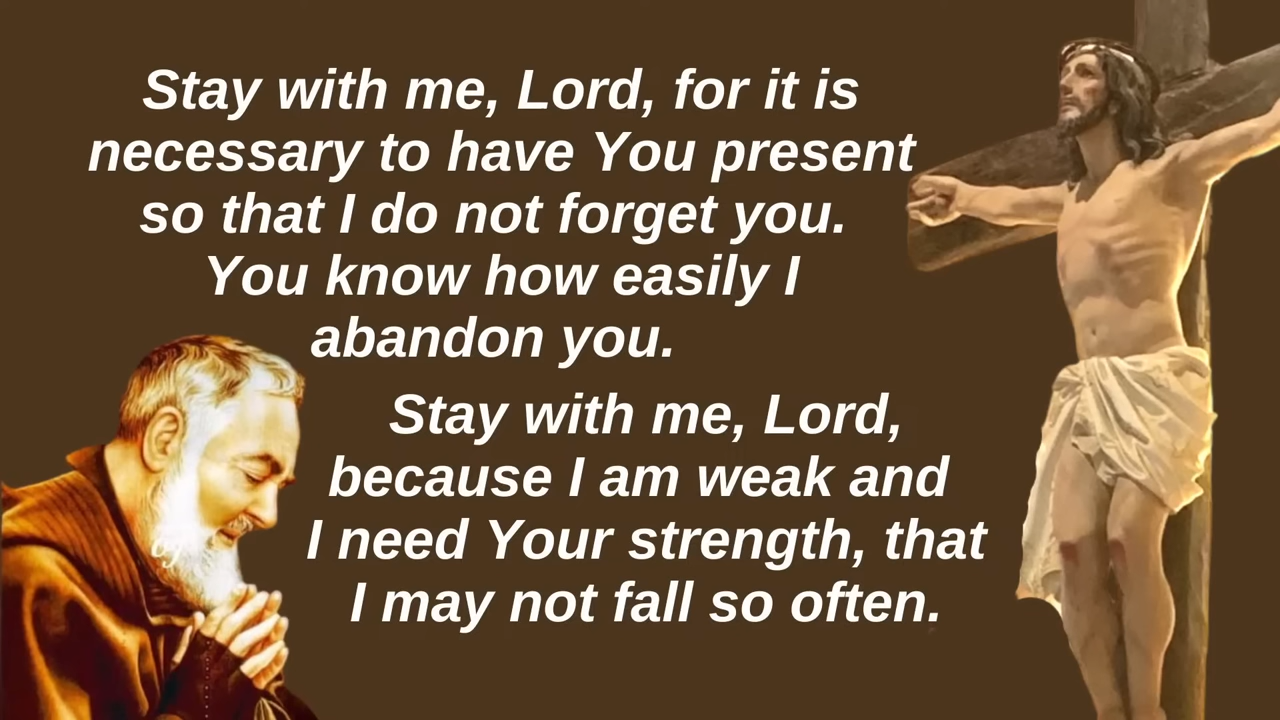 Stay with me, Lord, for it is
necessary to have You present
so that I do not forget you.
You know how easily I
abandon you.
Stay with me, Lord,
because I am weak and
I need Your strength, that
I may not fall so often.
of